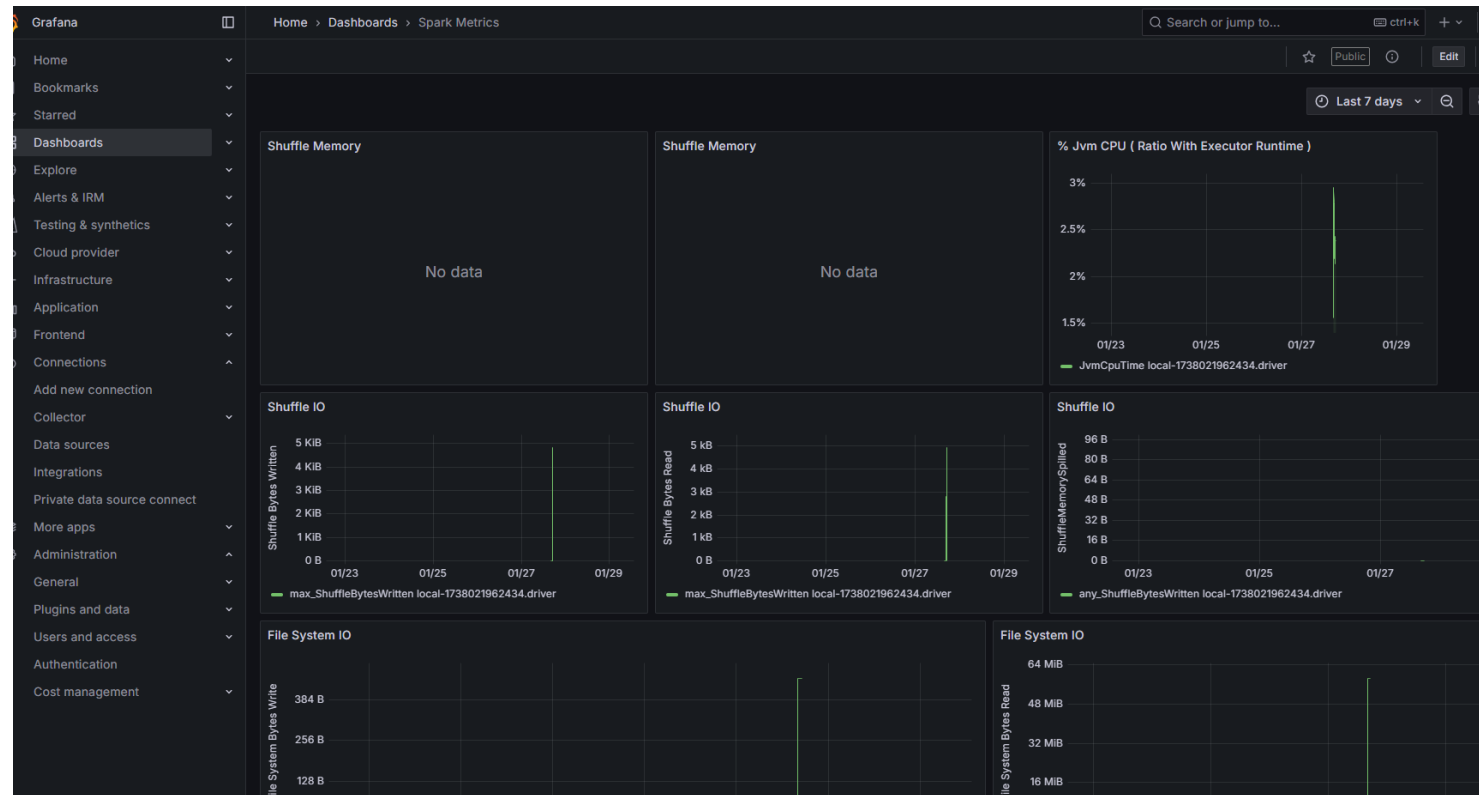 Grafana
Home > Dashboards > Spark Metrics
Search or jump to...
ctrl+k
Home
Bookmarks
Starred
Dashboards
Explore
Alerts & IRM
Testing & synthetics
Cloud provider
Infrastructure
Application
Frontend
Connections
Add new connection
Collector
Data sources
Integrations
Private data source connect
More apps
Administration
General
Plugins and data
Users and access
Authentication
Cost management
Public
Edit
Last 7 days
Shuffle Memory
No data
Shuffle Memory
No data
% Jvm CPU ( Ratio With Executor Runtime )
3%
2.5%
2%
1.5%
01/23 01/25 01/27 01/29
JvmCpuTime local-1738021962434.driver
Shuffle IO
Shuffle Bytes Written
5 KiB
4 KiB
3 KiB
2 KiB
1 KiB
0 B
01/23 01/25 01/27 01/29
max_ShuffleBytesWritten local-1738021962434.driver
Shuffle IO
Shuffle Bytes Read
5 kB
4 kB
3 kB
2 kB
1 kB
0 B
01/23 01/25 01/27 01/29
max_ShuffleBytesWritten local-1738021962434.driver
Shuffle IO
ShuffleMemorySpilled
96 B
80 B
64 B
48 B
32 B
16 B
0 B
01/23 01/25 01/27
any_ShuffleBytesWritten local-1738021962434.driver
File System IO
System Bytes Write
384 B
256 B
128 B
File System IO
System Bytes Read
64 MiB
48 MiB
32 MiB
16 MiB